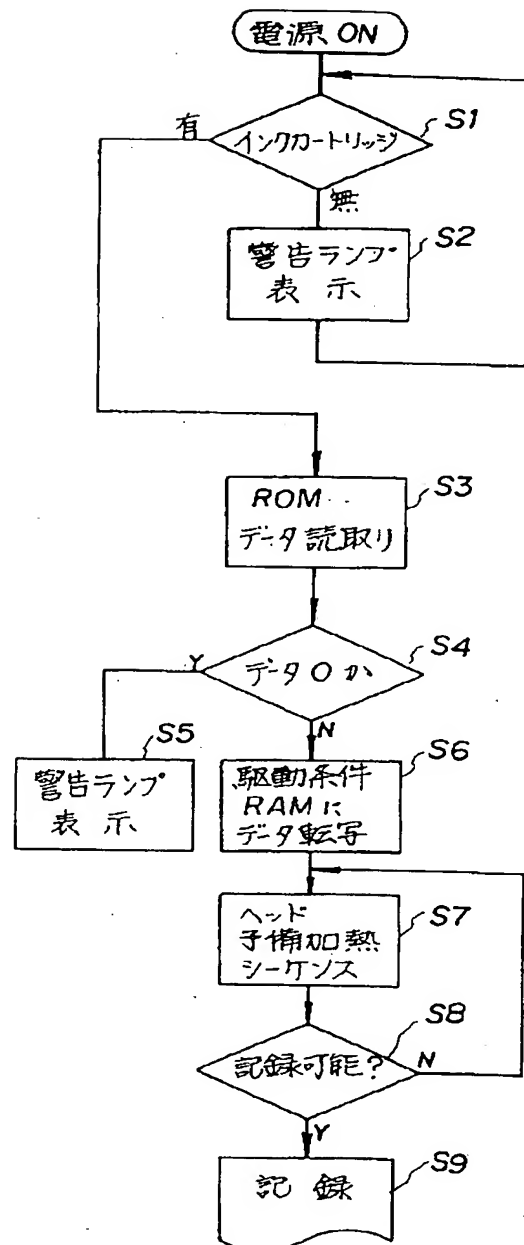 電源 ON
S1
有
インクカートリッジ
無
S2
警告ランプ
表示
S3
ROM
データ読取り
S4
Y
データ0か
N
S5
警告ランプ
表示
S6
駆動条件
RAMに
データ転写
S7
ヘッド
予備加熱
シーケンス
S8
記録可能?
N
Y
S9
記録